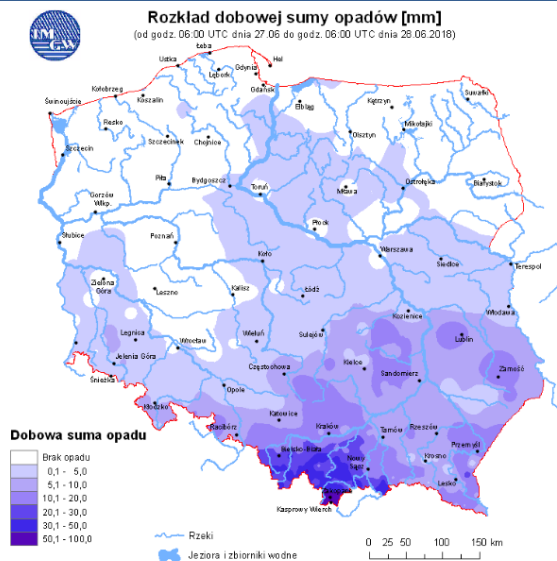 IM
GW
Rozkład dobowej sumy opadów [mm]
(od godz. 06:00 UTC dnia 27.06 do godz. 06:00 UTC dnia 28.06.2018)
Łeba
Ustka
Hel
Lębork
Gdynia
Gdańsk
Kołobrzeg
Koszalin
Elbląg
Kętrzyn
Suwałki
Świnoujście
Resko
Szczecinek
Chojnice
Olsztyn
Mikołajki
Szczecin
Piła
Bydgoszcz
Toruń
Mława
Ostrołęka
Białystok
Gorzów
Wlkp.
Płock
Słubice
Poznań
Koło
Warszawa
Siedlce
Terespol
Zielona
Góra
Leszno
Kalisz
Łódź
Kozienice
Włodawa
Legnica
Wrocław
Wieluń
Sulejów
Lublin
Jelenia Góra
Śnieżka
Opole
Częstochowa
Kielce
Sandomierz
Zamość
Kłodzko
Racibórz
Katowice
Kraków
Tarnów
Rzeszów
Przemyśl
Bielsko-Biała
Nowy
Sącz
Krosno
Lesko
Zakopane
Kasprowy Wierch
Dobowa suma opadu
Brak opadu
0,1 - 5,0
5,1 - 10,0
10,1 - 20,0
20,1 - 30,0
30,1 - 50,0
50,1 - 100,0
Rzeki
Jeziora i zbiorniki wodne
0 25 50 100 150 km